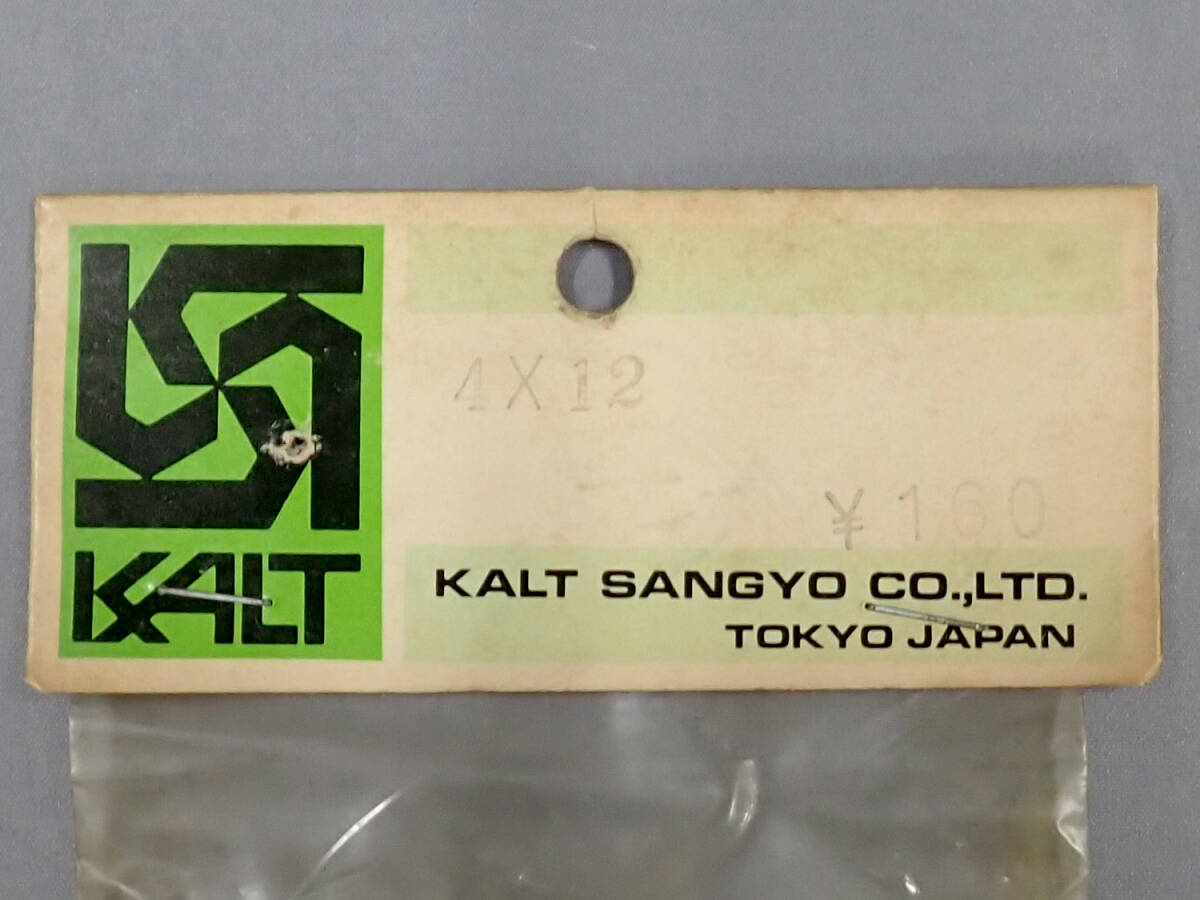 4X12
¥160
KALT
KALT SANGYO CO.,LTD.
TOKYO JAPAN